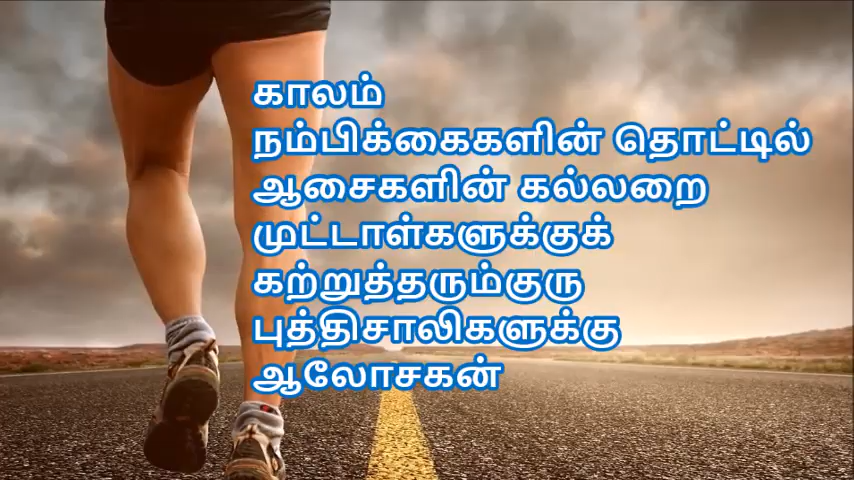 காலம்
நம்பிக்கைகளின் தொட்டில்
ஆசைகளின் கல்லறை
முட்டாள்களுக்குக்
கற்றுத்தரும்குரு
புத்திசாலிகளுக்கு
ஆலோசகன்